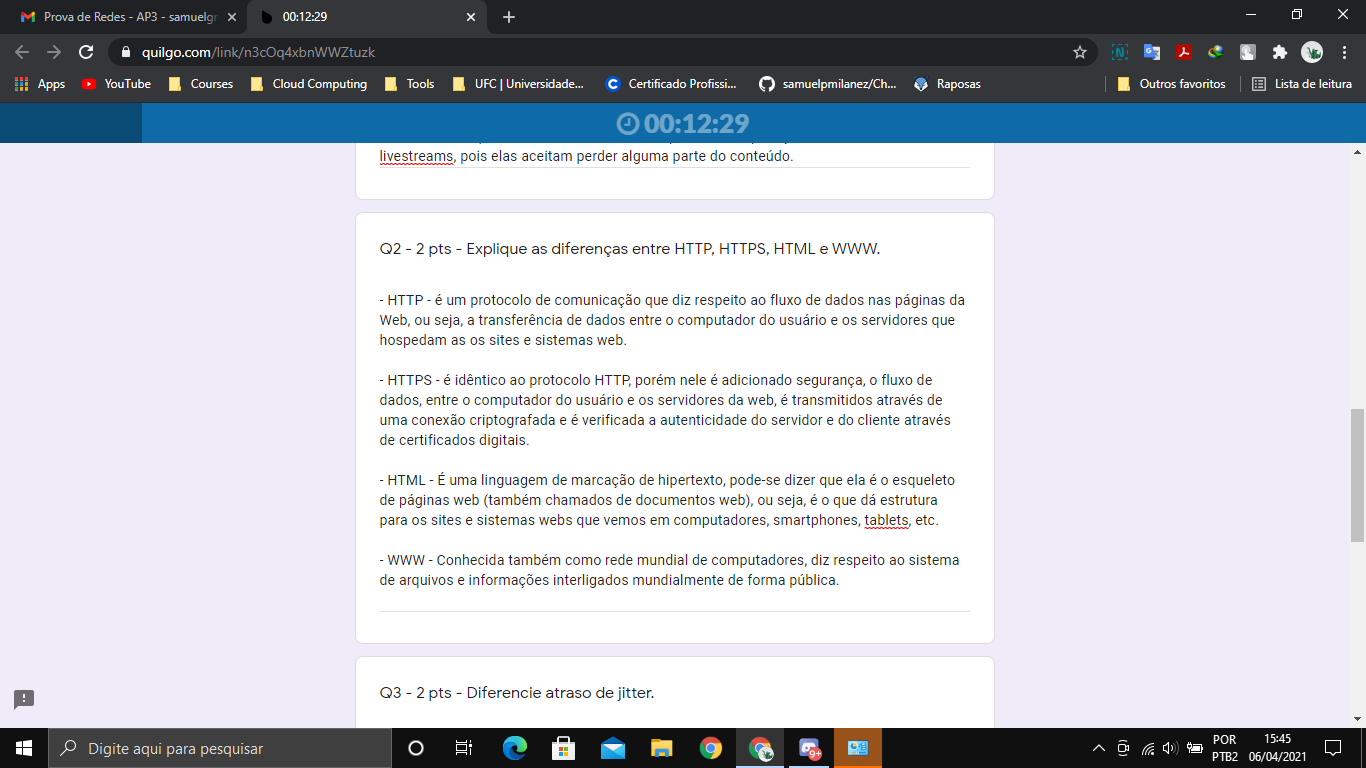 Prova de Redes - AP3 - samuelgr
00:12:29
quilgo.com/link/n3cOq4xbnWWZtuzk
Apps
YouTube
Courses
Cloud Computing
Tools
UFC | Universidade...
Certificado Profissi...
samuelpmilanez/Ch...
Raposas
Outros favoritos
Lista de leitura
00:12:29
livestreams, pois elas aceitam perder alguma parte do conteúdo.
Q2 - 2 pts - Explique as diferenças entre HTTP, HTTPS, HTML e WWW.
- HTTP - é um protocolo de comunicação que diz respeito ao fluxo de dados nas páginas da
Web, ou seja, a transferência de dados entre o computador do usuário e os servidores que
hospedam as os sites e sistemas web.
- HTTPS - é idêntico ao protocolo HTTP, porém nele é adicionado segurança, o fluxo de
dados, entre o computador do usuário e os servidores da web, é transmitidos através de
uma conexão criptografada e é verificada a autenticidade do servidor e do cliente através
de certificados digitais.
- HTML - É uma linguagem de marcação de hipertexto, pode-se dizer que ela é o esqueleto
de páginas web (também chamados de documentos web), ou seja, é o que dá estrutura
para os sites e sistemas webs que vemos em computadores, smartphones, tablets, etc.
- WWW - Conhecida também como rede mundial de computadores, diz respeito ao sistema
de arquivos e informações interligados mundialmente de forma pública.
Q3 - 2 pts - Diferencie atraso de jitter.
Digite aqui para pesquisar
9+
POR
PTB2
15:45
06/04/2021